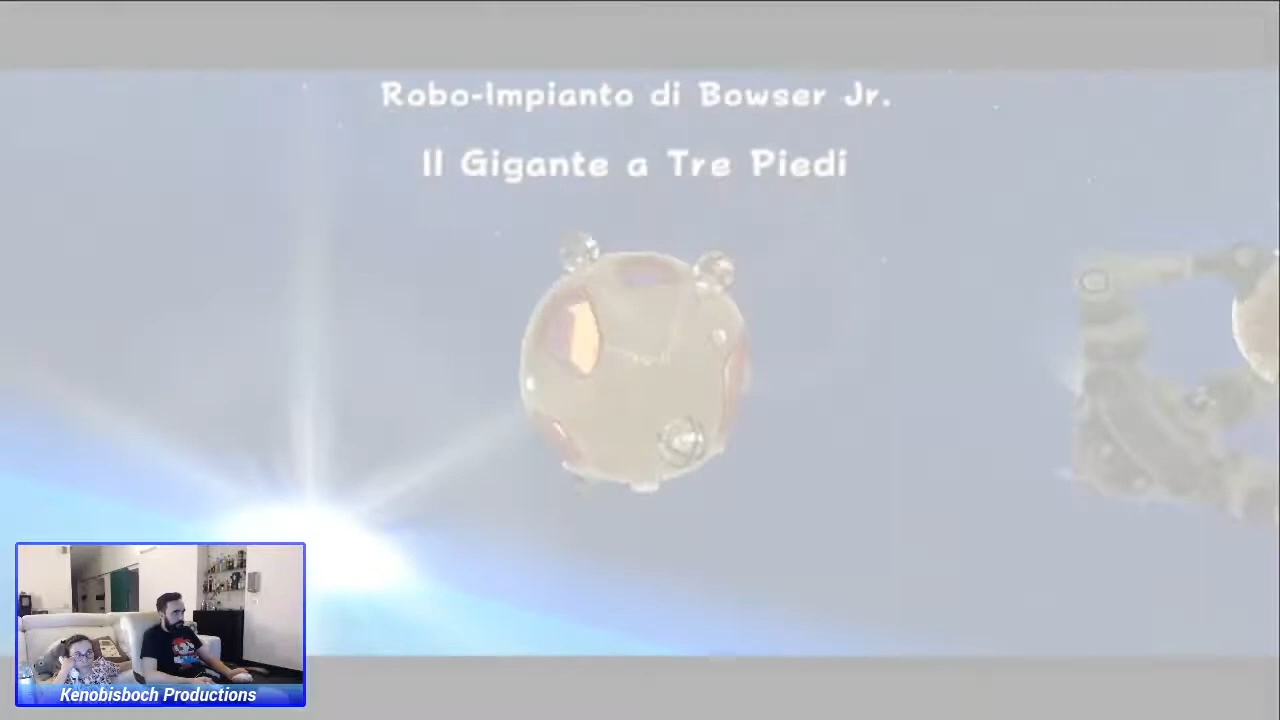 Robo-Impianto di Bowser Jr.
Il Gigante a Tre Piedi
Kenobisboch Productions